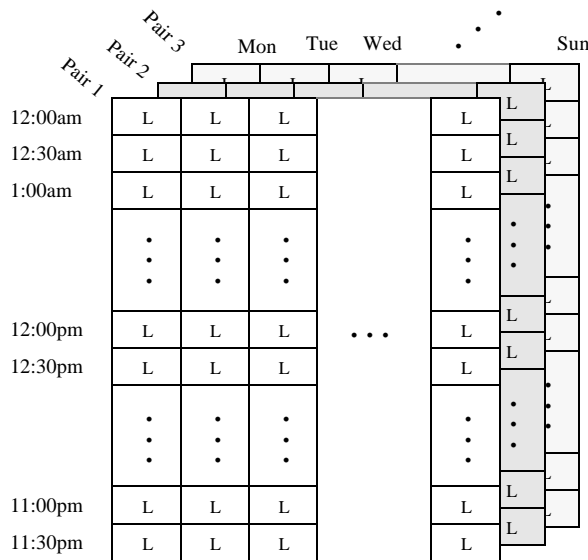 Pair 3
Pair 2
Pair 1
Mon Tue Wed Sun
L L L L
L
12:00am L L L L L
L
12:30am L L L L L
L
1:00am L L L L L
12:00pm L L L ... L L L
L
12:30pm L L L L L
L
11:00pm L L L L L
L
11:30pm L L L L L